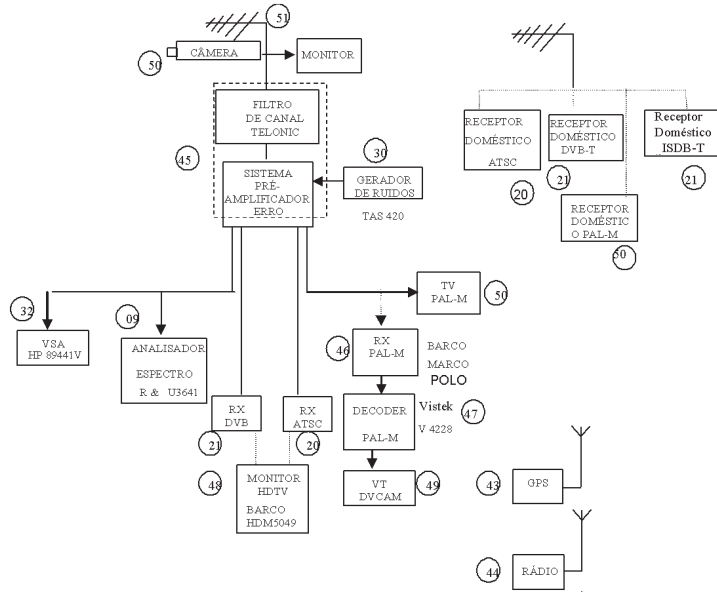 51
50
CÂMERA
MONITOR
FILTRO
DE CANAL
TELONIC
45
SISTEMA
PRÉ-
AMPLIFICADOR
ERRO
30
GERADOR
DE RUIDOS
TAS 420
RECEPTOR
DOMÉSTICO
ATSC
20
RECEPTOR
DOMÉSTICO
DVB-T
21
Receptor
Doméstico
ISDB-T
21
RECEPTOR
DOMÉSTIC
O PAL-M
50
32
VSA
HP 89441V
09
ANALISADOR
ESPECTRO
R & U3641
TV
PAL-M
50
46
RX
PAL-M
BARCO
MARCO
POLO
RX
DVB
21
RX
ATSC
20
DECODER
PAL-M
Vistek
V 4228
47
48
MONITOR
HDTV
BARCO
HDM5049
VT
DVCAM
49
43
GPS
44
RÁDIO